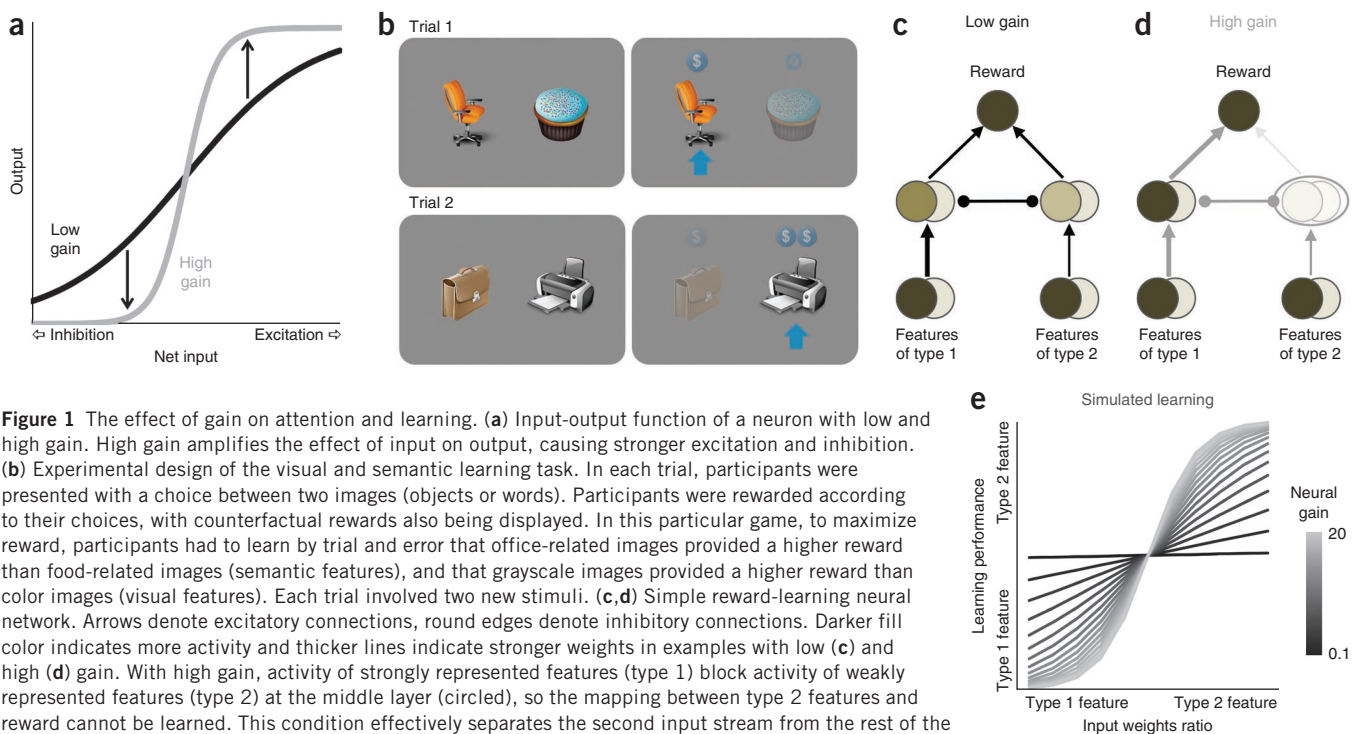 a
Output
Low
gain
High
gain
⇦ Inhibition
Excitation ⇨
Net input
b
Trial 1
$
Trial 2
$
$ $
c
Low gain
Reward
Features
of type 1
Features
of type 2
d
High gain
Reward
Features
of type 1
Features
of type 2
Figure 1 The effect of gain on attention and learning. (a) Input-output function of a neuron with low and
high gain. High gain amplifies the effect of input on output, causing stronger excitation and inhibition.
(b) Experimental design of the visual and semantic learning task. In each trial, participants were
presented with a choice between two images (objects or words). Participants were rewarded according
to their choices, with counterfactual rewards also being displayed. In this particular game, to maximize
reward, participants had to learn by trial and error that office-related images provided a higher reward
than food-related images (semantic features), and that grayscale images provided a higher reward than
color images (visual features). Each trial involved two new stimuli. (c,d) Simple reward-learning neural
network. Arrows denote excitatory connections, round edges denote inhibitory connections. Darker fill
color indicates more activity and thicker lines indicate stronger weights in examples with low (c) and
high (d) gain. With high gain, activity of strongly represented features (type 1) block activity of weakly
represented features (type 2) at the middle layer (circled), so the mapping between type 2 features and
reward cannot be learned. This condition effectively separates the second input stream from the rest of the
e
Simulated learning
Learning performance
Type 1 feature
Type 2 feature
Type 1 feature
Type 2 feature
Input weights ratio
Neural
gain
20
0.1